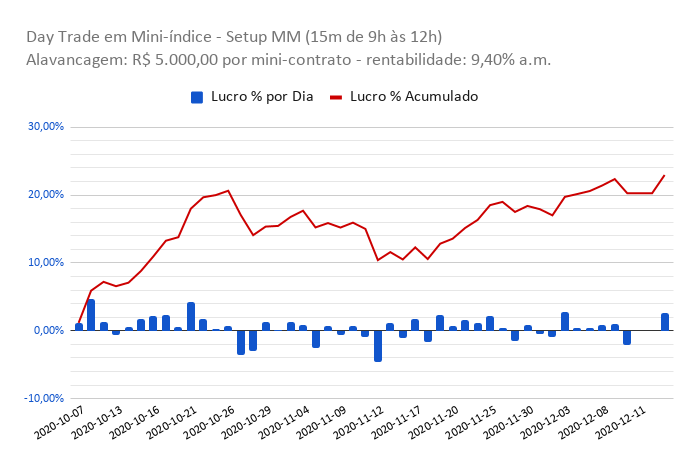 Day Trade em Mini-índice - Setup MM (15m de 9h às 12h)
Alavancagem: R$ 5.000,00 por mini-contrato - rentabilidade: 9,40% a.m.
Lucro % por Dia Lucro % Acumulado
30,00%
20,00%
10,00%
0,00%
-10,00%
2020-10-07 2020-10-13 2020-10-16 2020-10-21 2020-10-26 2020-10-29 2020-11-04 2020-11-09 2020-11-12 2020-11-17 2020-11-20 2020-11-25 2020-11-30 2020-12-03 2020-12-08 2020-12-11